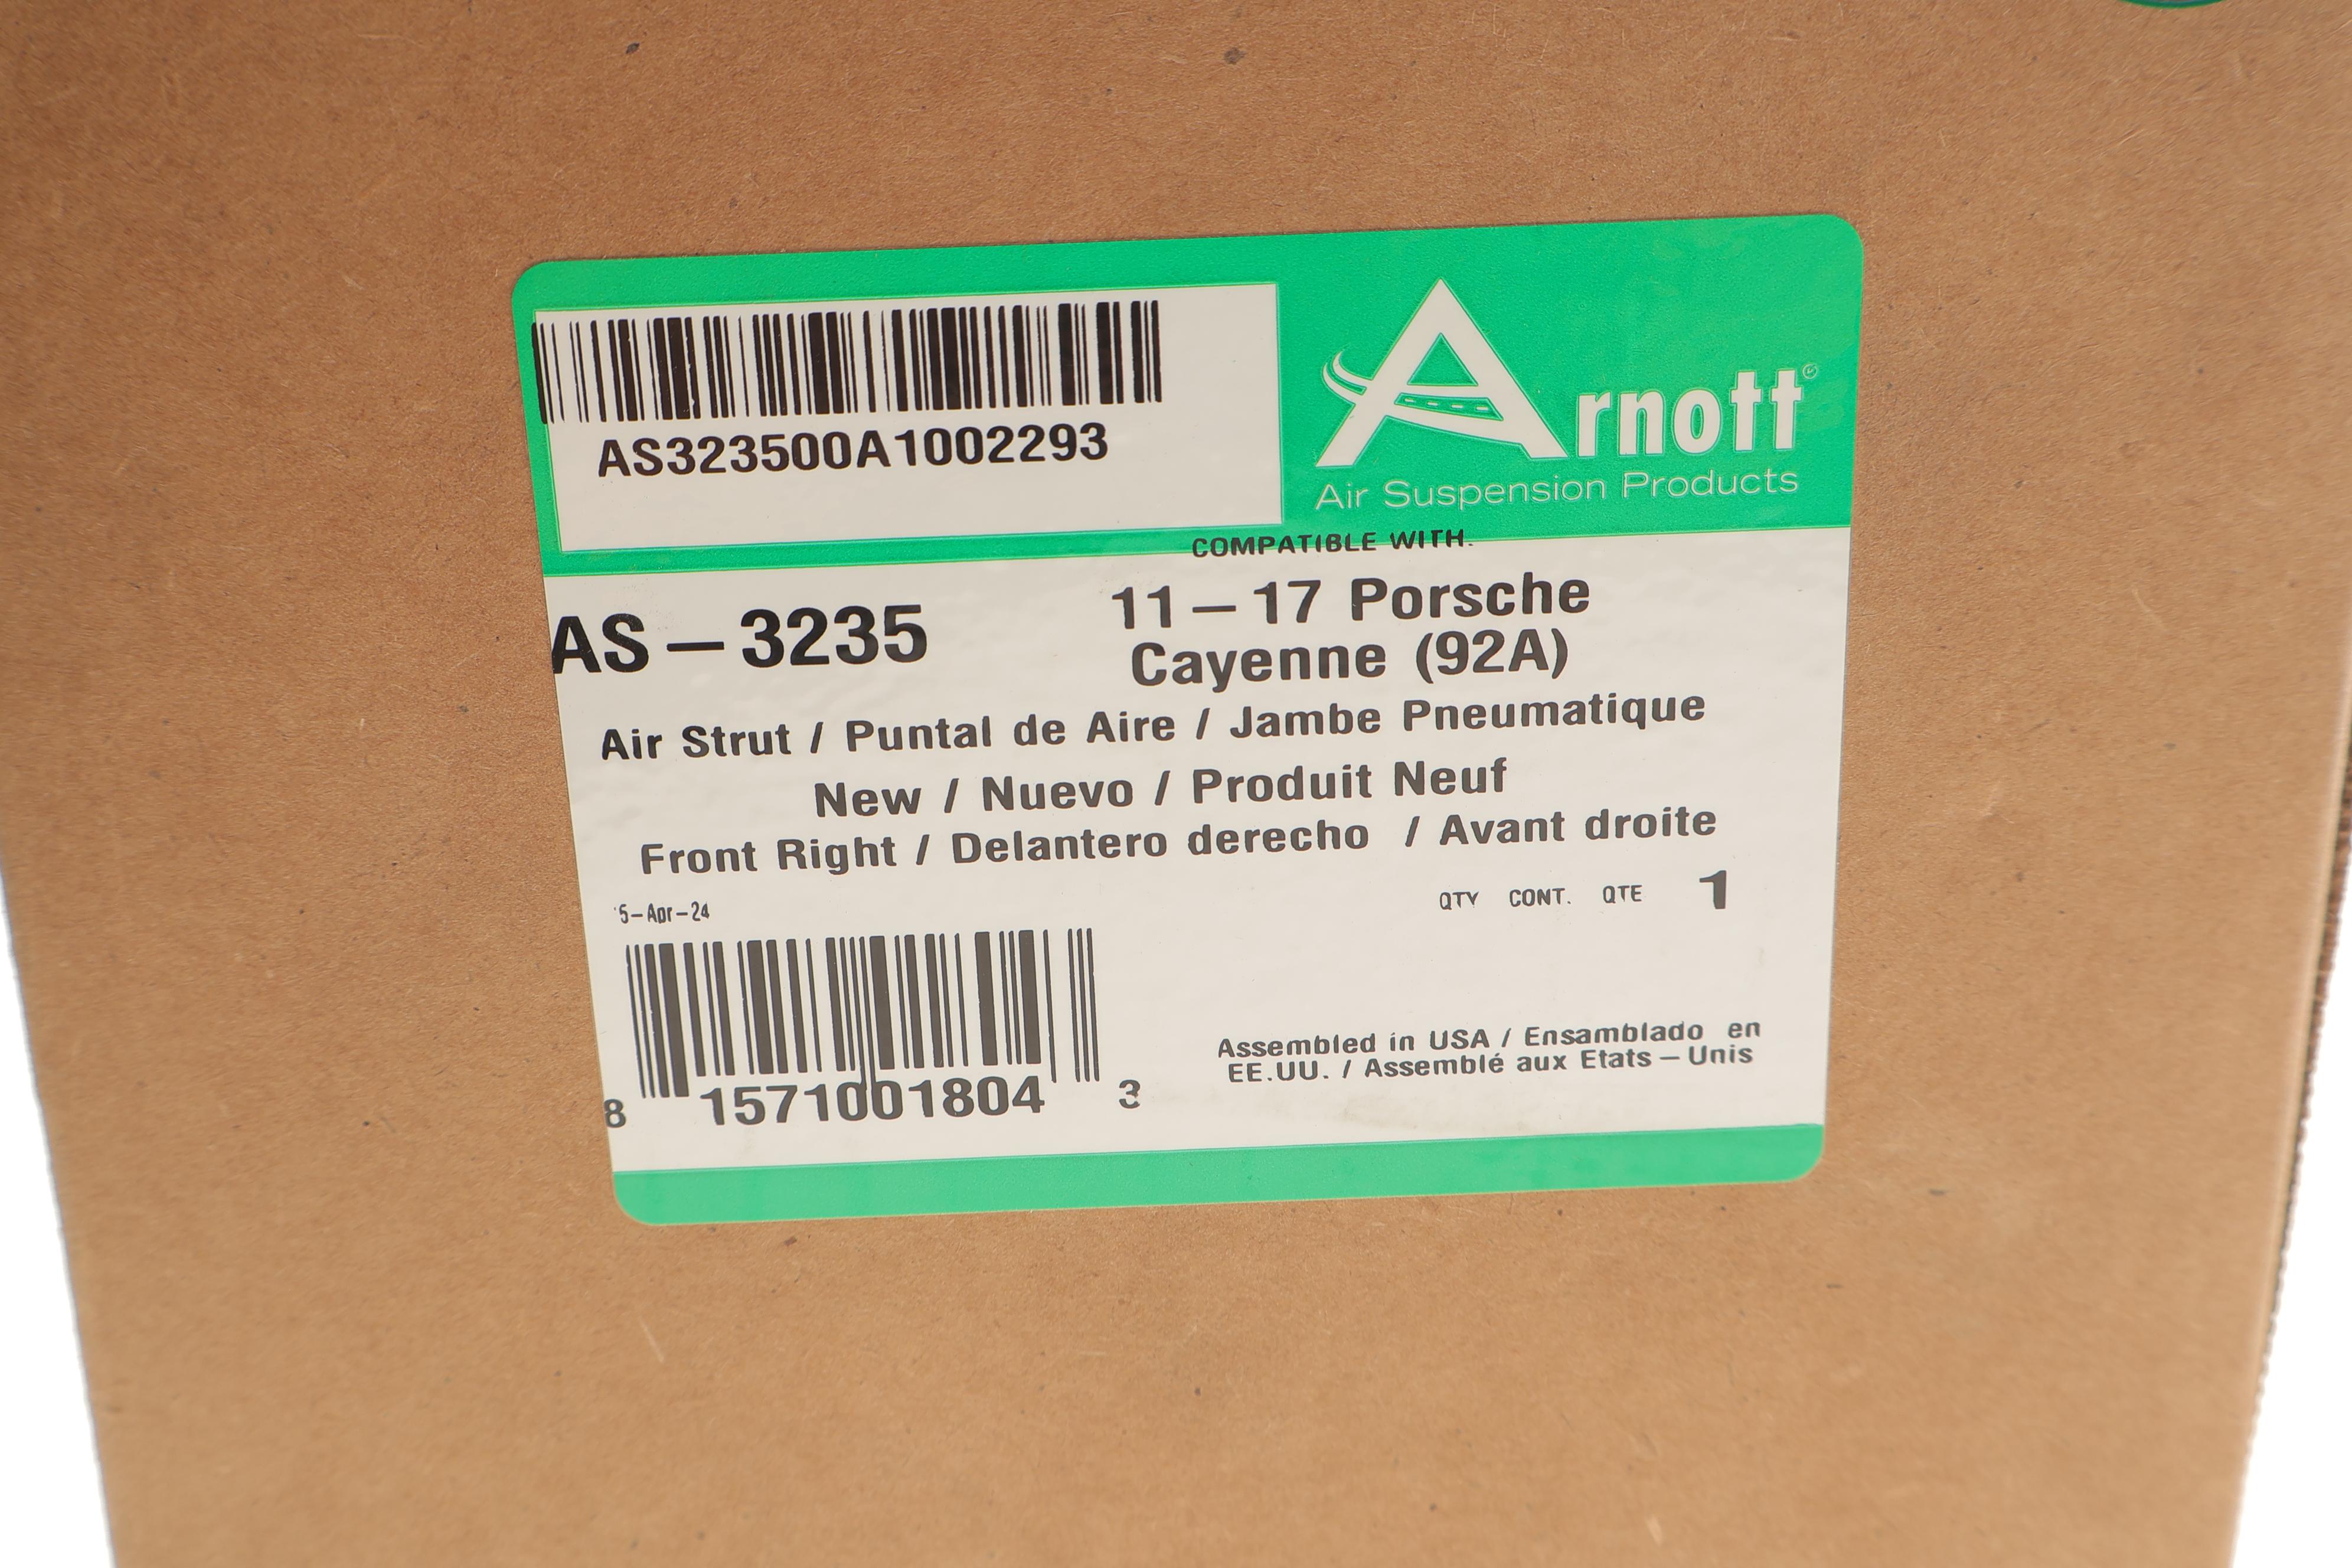 AS323500A1002293
Arnott
Air Suspension Products
COMPATIBLE WITH.
AS-3235
11-17 Porsche
Cayenne (92A)
Air Strut / Puntal de Aire / Jambe Pneumatique
New / Nuevo / Produit Neuf
Front Right / Delantero derecho / Avant droite
5-Apr-24
QTY CONT. QTE 1
8 1571001804 3
Assembled in USA / Ensamblado en
EE.UU. / Assemblé aux Etats-Unis